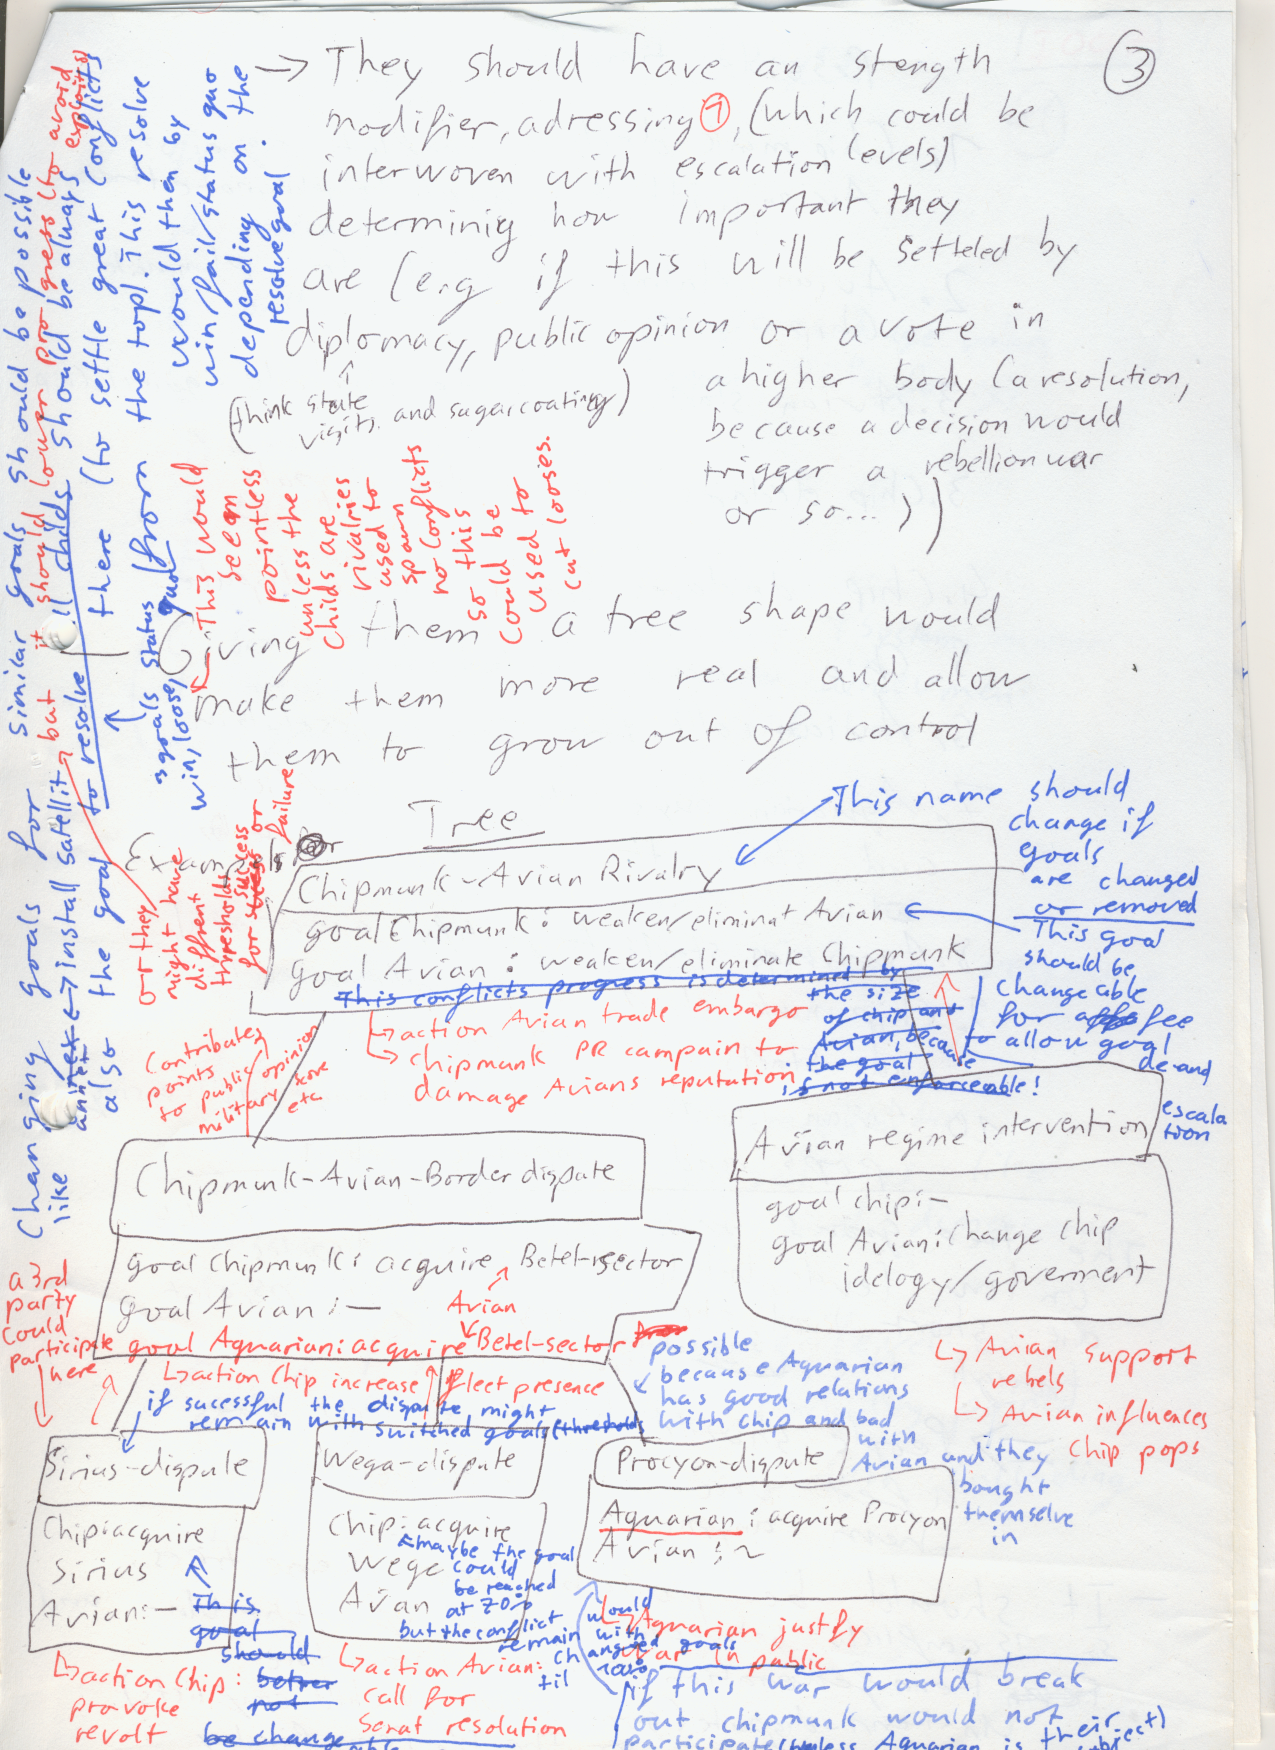 ③
→ They should have an stength
modifier, adressing ①, (which could be
interwoven with escalation levels)
determinig how important they
are (e.g if this will be setteled by
diplomacy, public opinion or a vote in
a higher body (a resolution,
because a decision would
trigger a rebellion war
or so...))
(think state
visits and sugarcoating)
This would
seem
pointless
unless the
childs are
rivalries
used to
spawn
no conflicts
so this
could be
used to
cut looses.
Giving them a tree shape would
make them more real and allow
them to grow out of control
Changing goals for similar goals should be possible
like annex ↔ install satellit, but it should lower progress (to avoid
exploits)
also the goal to resolve all childs should be always
there (to settle great conflicts
from the top). This resolve
would then by
win/fail/status quo
depending on the
resolve goal.
goals status quo
win, loose,
Tree
Examples for
or they
might have
different
thresholds
for success or
failure
Chipmunk-Avian Rivalry
goal Chipmunk: weaken/eliminat Avian
goal Avian: weaken/eliminate Chipmunk
This name should
change if
goals
are changed
or removed
This goal
should be
changeable
for a fee
to allow goal
de-and
escala
tion
This conflicts progress is determined by
the size
of chip and
Avian, because
the goal
is not enforceable!
↳ action Avian trade embargo
↳ chipmunk PR campain to
damage Avians reputation
Contributes
points
to public opinion
military score
etc
Chipmunk-Avian-Border dispute
goal Chipmunk: acquire Betel-sector
goal Avian: —
goal Aquarian: acquire Betel-sector
Avian
a 3rd
party
could
participate
here
↳ action Chip increase fleet presence
if sucessful the dispute might
remain with switched goals (thresholds
Avian regime intervention
goal chip: —
goal Avian: change chip
idelogy/goverment
↳ Avian support
rebels
↳ Avian influences
Chip pops
possible
because Aquarian
has good relations
with chip and bad
with
Avian and they
bought
themselve
in
Sirius-dispute
Chip: acquire
Sirius
Avian: —
This
goal
should
better
not
be change
↳ action Chip:
provoke
revolt
Wega-dispute
Chip: acquire
Wega
Avian
maybe the goal
could
be reached
at 70%
but the conflict
would
remain with
changed goals
til
100%
↳ action Avian:
call for
Senat resolution
Procyon-dispute
Aquarian: acquire Procyon
Avian: ~
↳ Aquarian justify
war in public
if this war would break
out chipmunk would not
participate (unless Aquarian is their
subject)